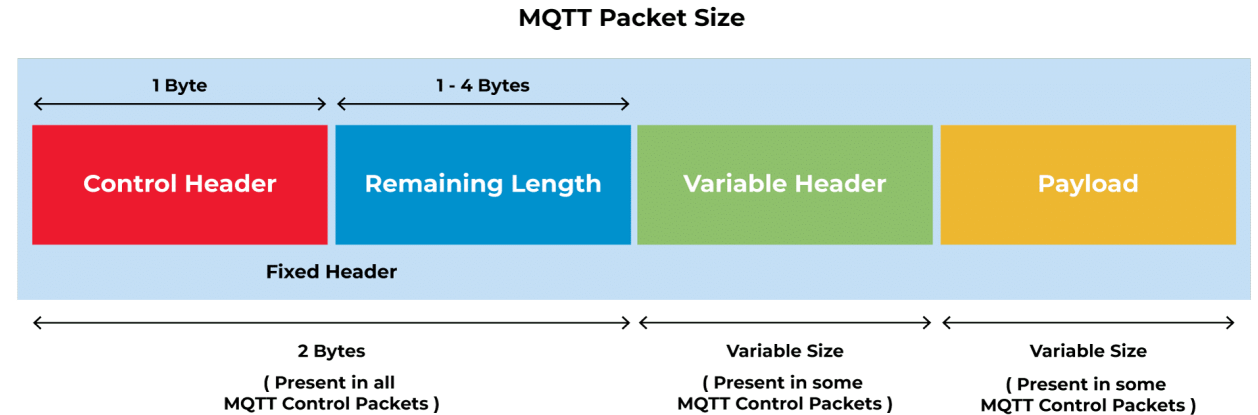 MQTT Packet Size
1 Byte
1 - 4 Bytes
Control Header
Remaining Length
Variable Header
Payload
Fixed Header
2 Bytes
( Present in all
MQTT Control Packets )
Variable Size
( Present in some
MQTT Control Packets )
Variable Size
( Present in some
MQTT Control Packets )